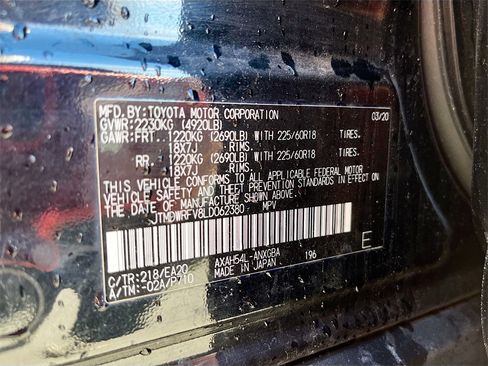 MFD. BY: TOYOTA MOTOR CORPORATION 03/20
GVWR: 2230KG (4920LB)
GAWR: FRT. 1220KG (2690LB) WITH 225/60R18 TIRES.
18X7J RIMS.
RR. 1220KG (2690LB) WITH 225/60R18 TIRES.
18X7J RIMS.
THIS VEHICLE CONFORMS TO ALL APPLICABLE FEDERAL MOTOR
VEHICLE SAFETY AND THEFT PREVENTION STANDARDS IN EFFECT ON
THE DATE OF MANUFACTURE SHOWN ABOVE.
JTMDWRFV8LD062380 MPV
AXAH54L-ANXGBA 196
MADE IN JAPAN
E
C/TR: 218/EA20
A/TM: -02A/P710